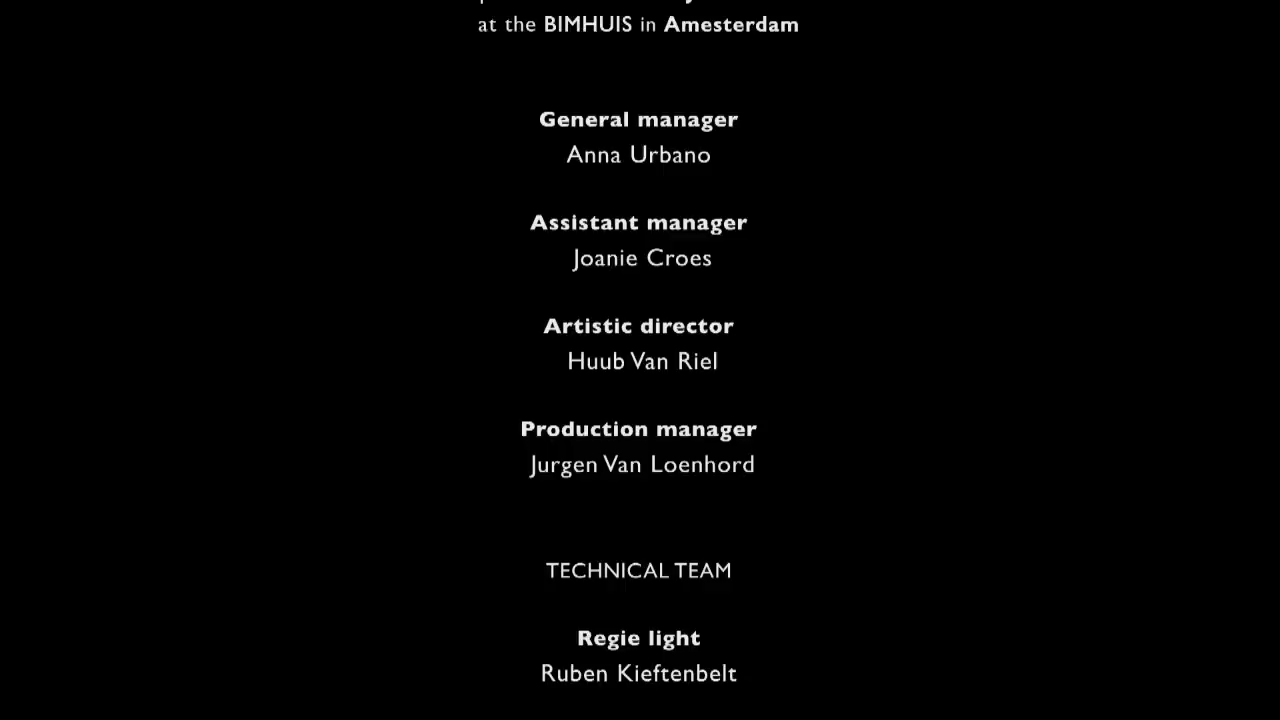 at the BIMHUIS in Amesterdam
General manager
Anna Urbano
Assistant manager
Joanie Croes
Artistic director
Huub Van Riel
Production manager
Jurgen Van Loenhord
TECHNICAL TEAM
Regie light
Ruben Kieftenbelt